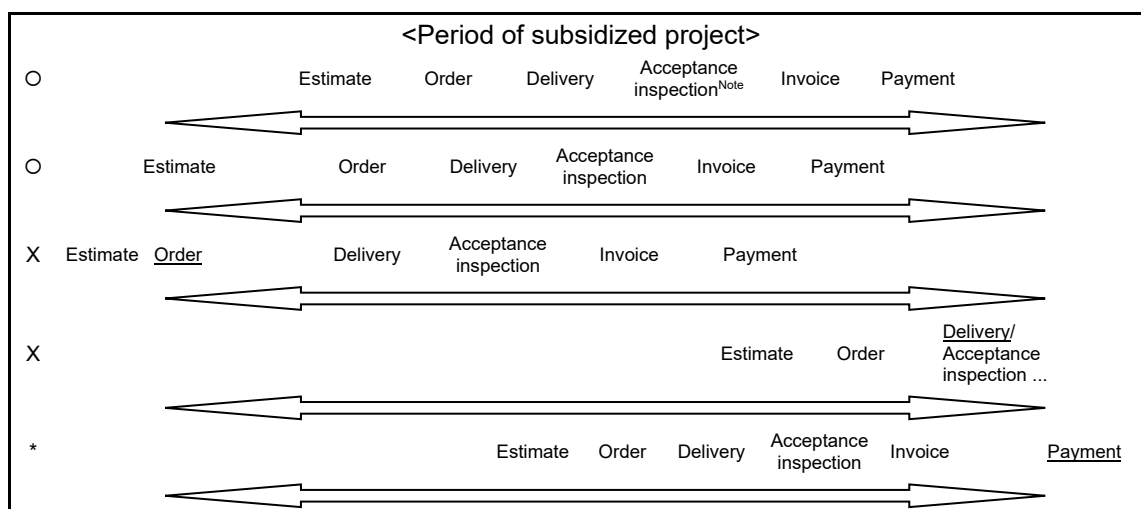 <Period of subsidized project>
○ Estimate Order Delivery Acceptance inspectionNote Invoice Payment
○ Estimate Order Delivery Acceptance inspection Invoice Payment
X Estimate Order Delivery Acceptance inspection Invoice Payment
X Estimate Order Delivery/ Acceptance inspection ...
* Estimate Order Delivery Acceptance inspection Invoice Payment